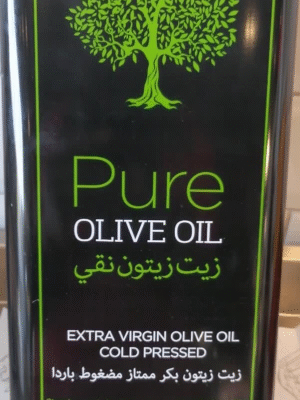 Pure
OLIVE OIL
زيت زيتون نقي
EXTRA VIRGIN OLIVE OIL
COLD PRESSED
زيت زيتون بكر ممتاز مضغوط باردا